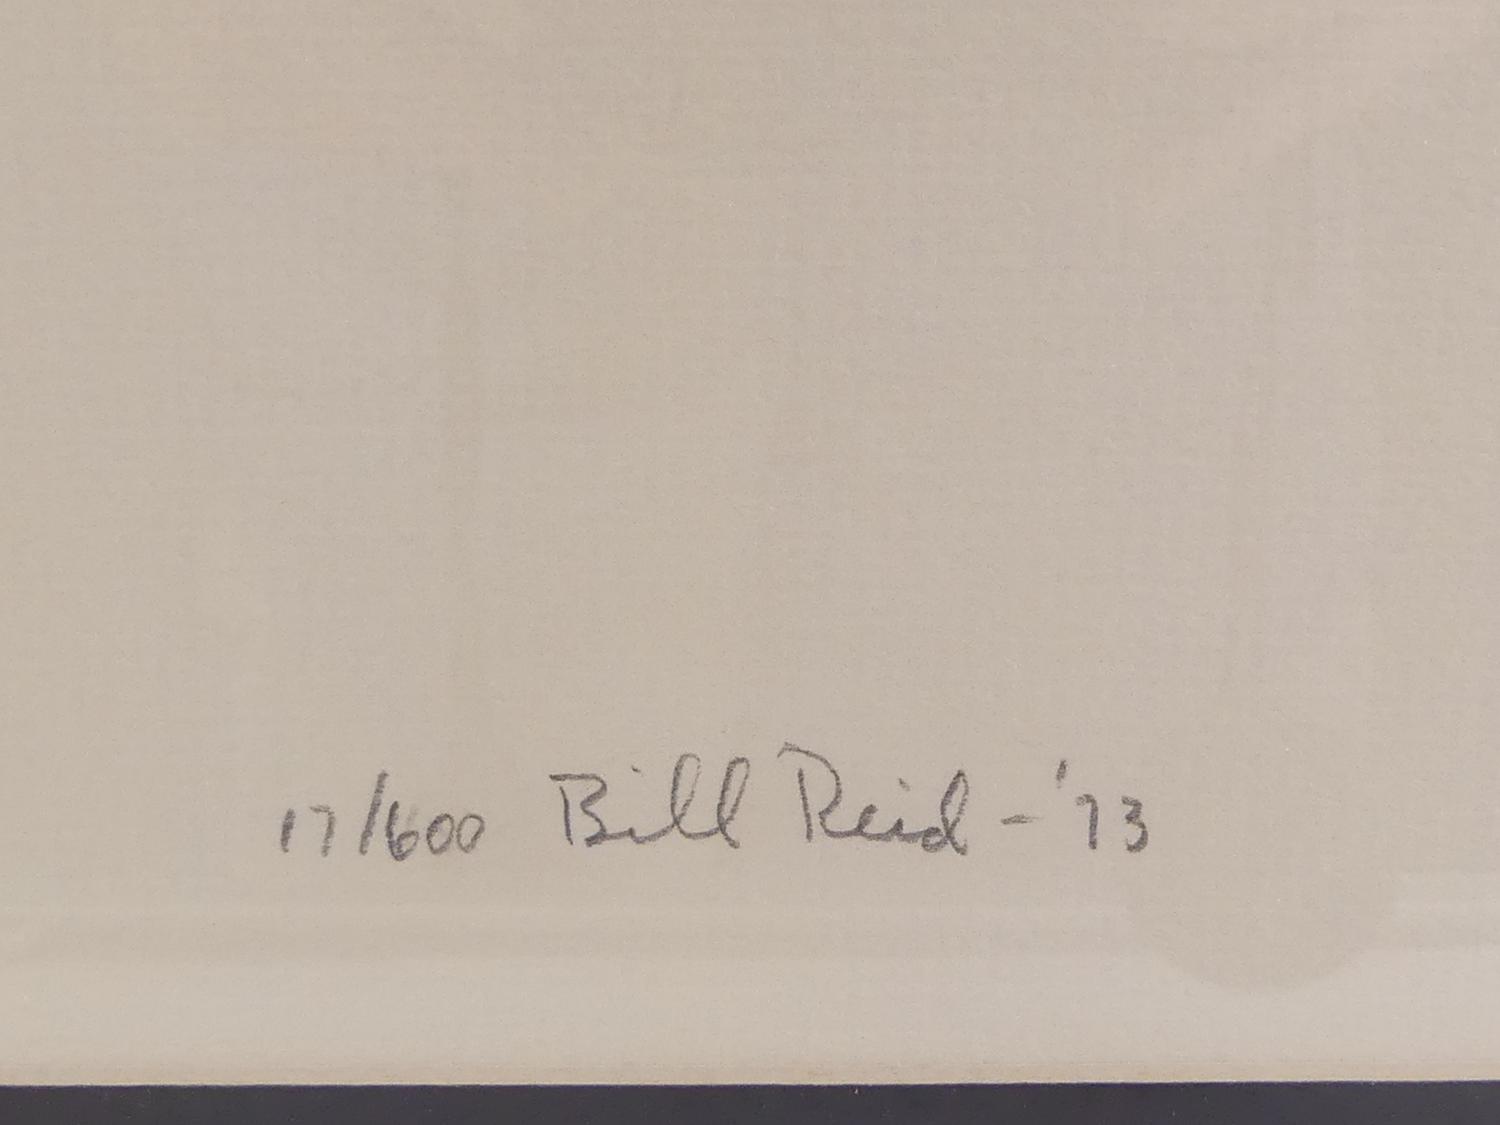 17/600 Bill Reid - '73